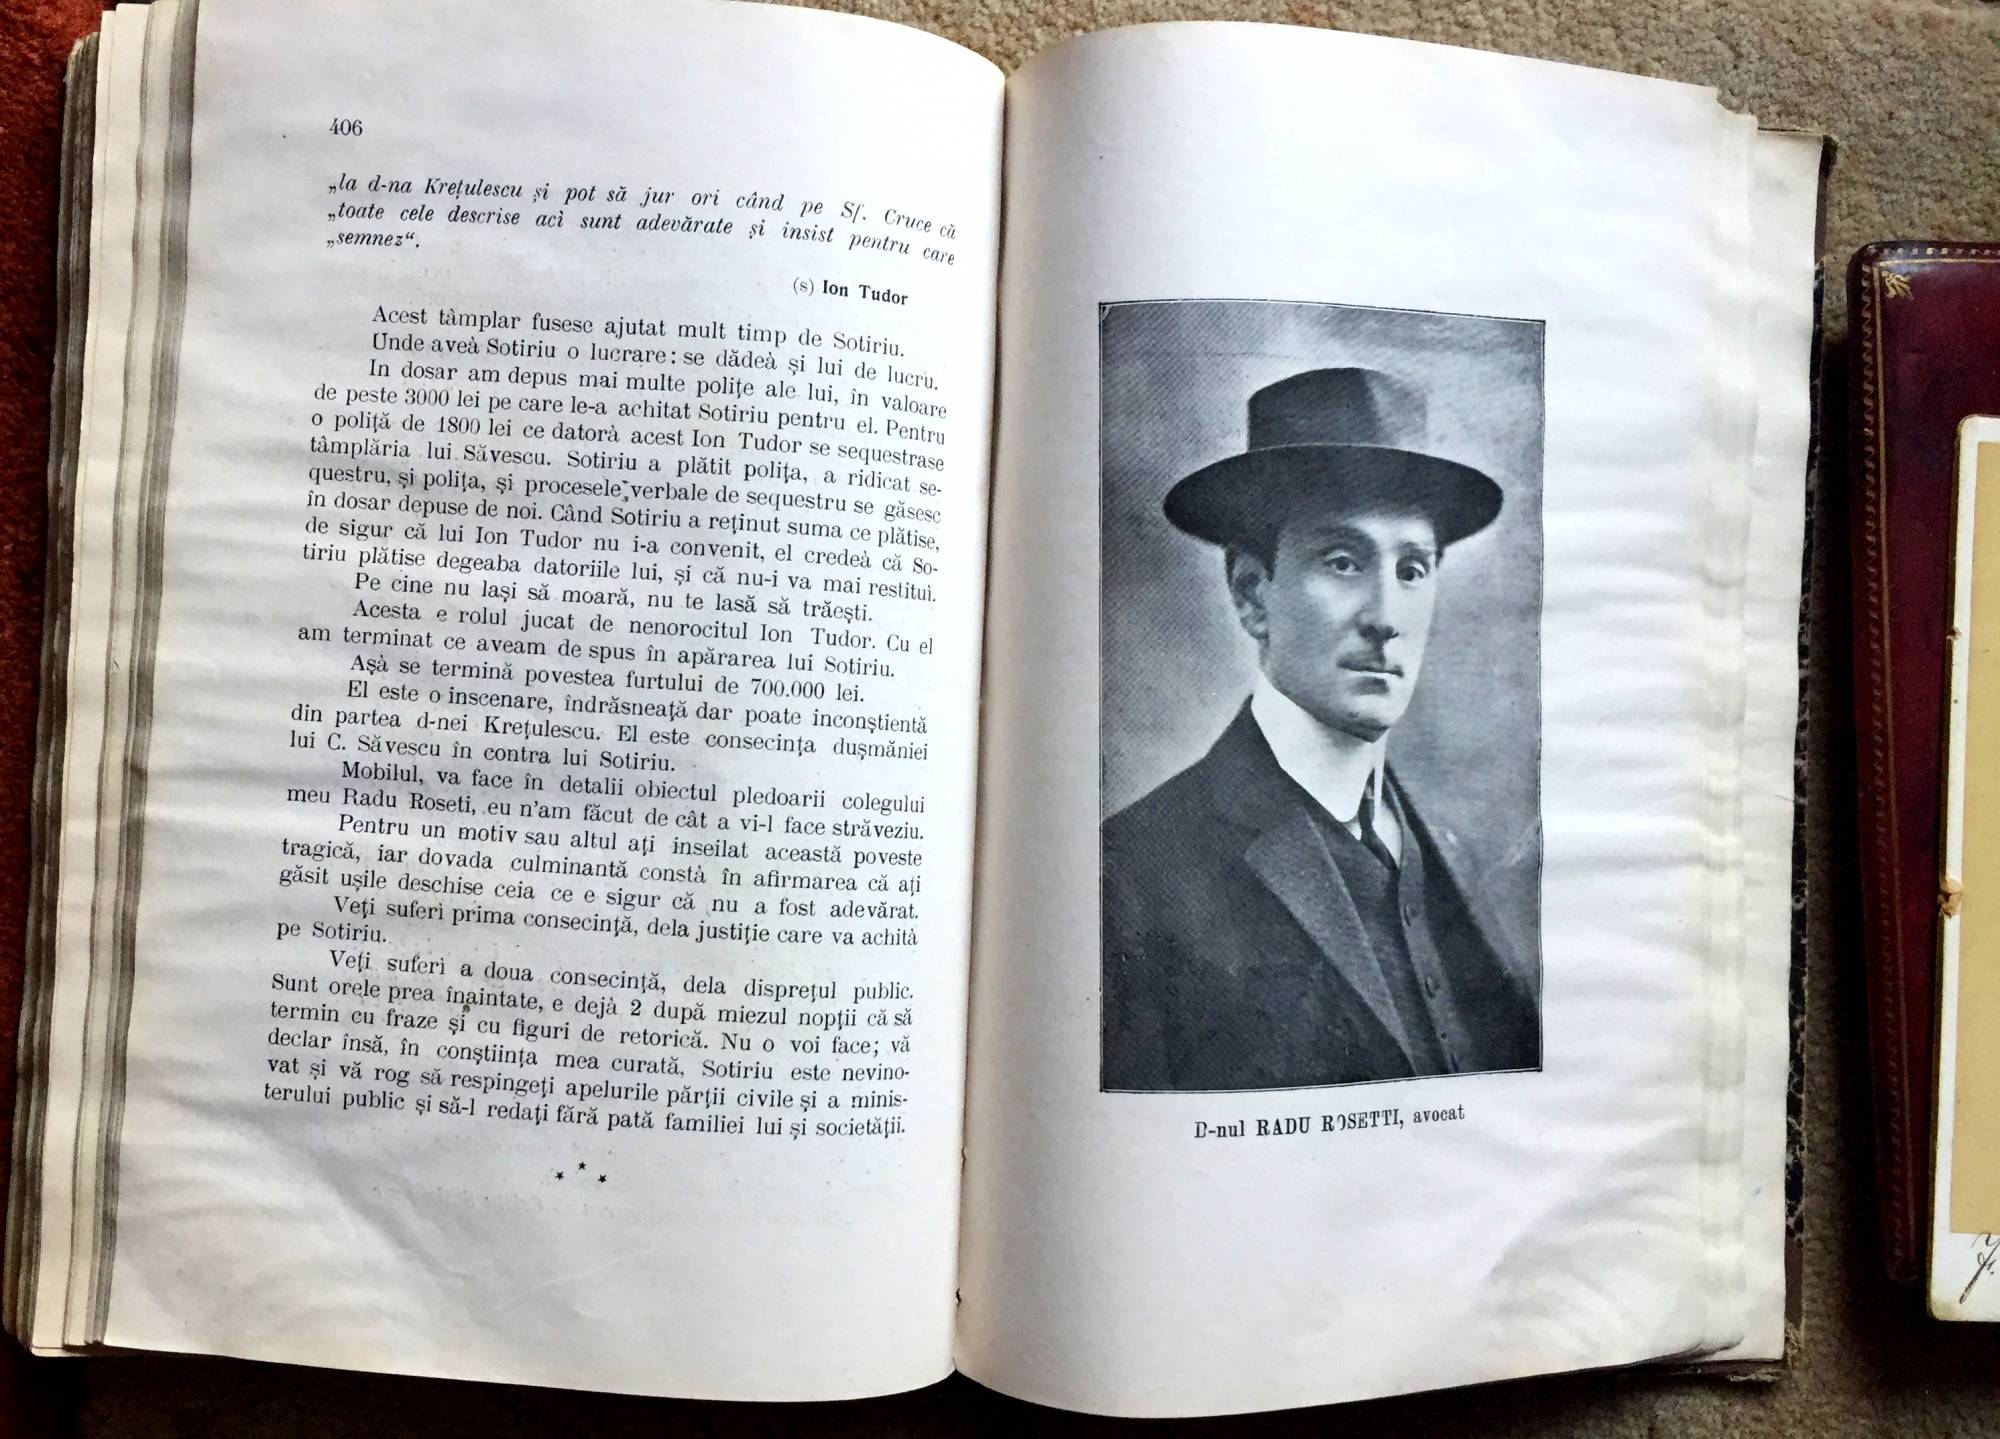 406
„la d-na Krețulescu și pot să jur ori când pe Sf. Cruce că
„toate cele descrise aci sunt adevărate și insist pentru care
„semnez“.
(s) Ion Tudor
Acest tâmplar fusese ajutat mult timp de Sotiriu.
Unde aveà Sotiriu o lucrare: se dădeà și lui de lucru.
In dosar am depus mai multe polițe ale lui, în valoare
de peste 3000 lei pe care le-a achitat Sotiriu pentru el. Pentru
o poliță de 1800 lei ce datorà acest Ion Tudor se sequestrase
tâmplăria lui Săvescu. Sotiriu a plătit polița, a ridicat se-
questru, și polița, și procesele verbale de sequestru se găsesc
în dosar depuse de noi. Când Sotiriu a reținut suma ce plătise,
de sigur că lui Ion Tudor nu i-a convenit, el credeà că So-
tiriu plătise degeaba datoriile lui, și că nu-i va mai restitui.
Pe cine nu lași să moară, nu te lasă să trăești.
Acesta e rolul jucat de nenorocitul Ion Tudor. Cu el
am terminat ce aveam de spus în apărarea lui Sotiriu.
Așà se termină povestea furtului de 700.000 lei.
El este o inscenare, îndrăsneață dar poate inconștientă
din partea d-nei Krețulescu. El este consecința dușmăniei
lui C. Săvescu în contra lui Sotiriu.
Mobilul, va face în detalii obiectul pledoarii colegului
meu Radu Roseti, eu n'am făcut de cât a vi-l face străveziu.
Pentru un motiv sau altul ați inseilat această poveste
tragică, iar dovada culminantă constà în afirmarea că ați
găsit ușile deschise ceia ce e sigur că nu a fost adevărat.
Veți suferì prima consecință, dela justiție care va achità
pe Sotiriu.
Veți suferì a doua consecință, dela disprețul public.
Sunt orele prea înaintate, e dejà 2 după miezul nopții că să
termin cu fraze și cu figuri de retorică. Nu o voi face; vă
declar însă, în conștiința mea curată, Sotiriu este nevino-
vat și vă rog să respingeți apelurile părții civile și a minis-
terului public și să-l redați fără pată familiei lui și societății.
* * *
D-nul RADU ROSETTI, avocat